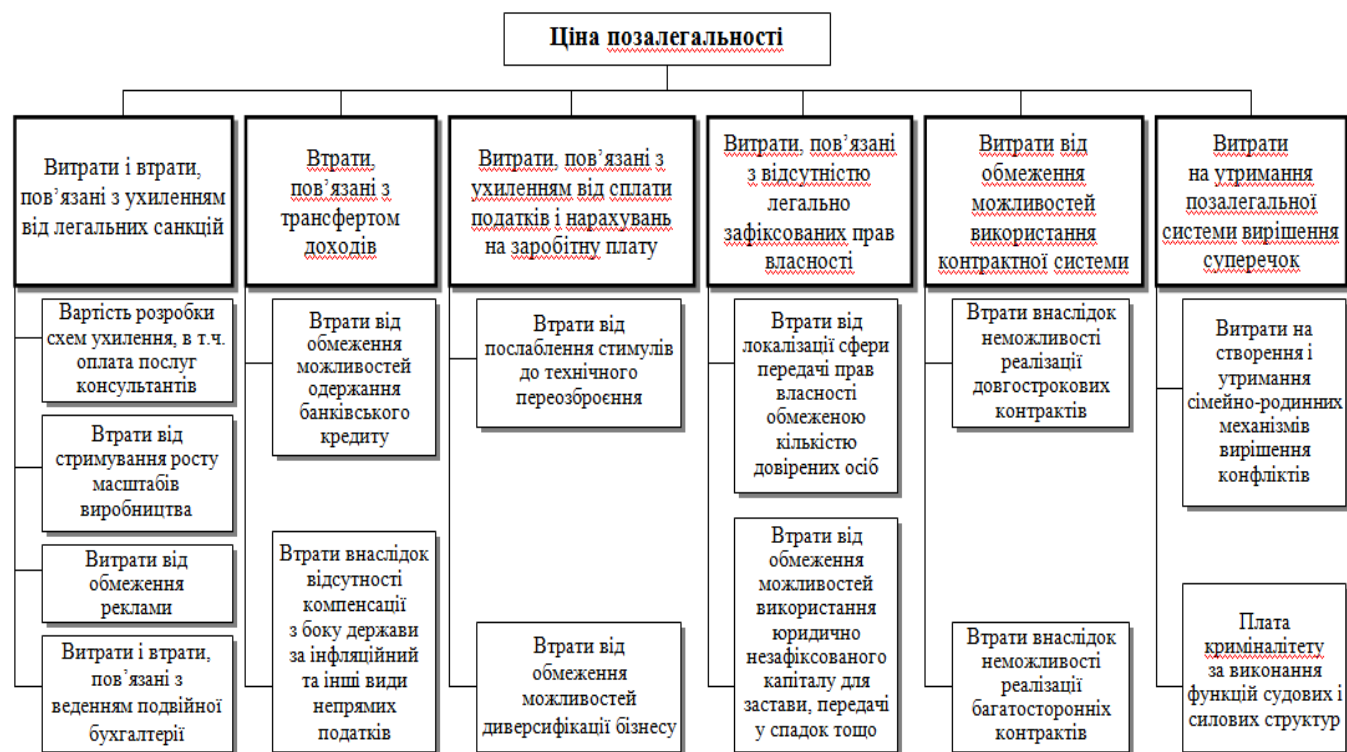 Ціна позалегальності
Витрати і втрати,
пов’язані з ухиленням
від легальних санкцій
Вартість розробки
схем ухилення, в т.ч.
оплата послуг
консультантів
Втрати від
стримування росту
масштабів
виробництва
Витрати від
обмеження
реклами
Витрати і втрати,
пов’язані з
веденням подвійної
бухгалтерії
Втрати,
пов’язані з
трансфертом
доходів
Втрати від
обмеження
можливостей
одержання
банківського
кредиту
Втрати внаслідок
відсутності
компенсації
з боку держави
за інфляційний
та інші види
непрямих
податків
Витрати, пов’язані з
ухиленням від сплати
податків і нарахувань
на заробітну плату
Втрати від
послаблення стимулів
до технічного
переозброєння
Втрати від
обмеження
можливостей
диверсифікації бізнесу
Витрати, пов’язані
з відсутністю
легально
зафіксованих прав
власності
Втрати від
локалізації сфери
передачі прав
власності
обмеженою
кількістю
довірених осіб
Втрати від
обмеження
можливостей
використання
юридично
незафіксованого
капіталу для
застави, передачі
у спадок тощо
Витрати від
обмеження
можливостей
використання
контрактної системи
Втрати внаслідок
неможливості
реалізації
довгострокових
контрактів
Втрати внаслідок
неможливості
реалізації
багатосторонніх
контрактів
Витрати
на утримання
позалегальної
системи вирішення
суперечок
Витрати на
створення і
утримання
сімейно-родинних
механізмів
вирішення
конфліктів
Плата
криміналітету
за виконання
функцій судових і
силових структур